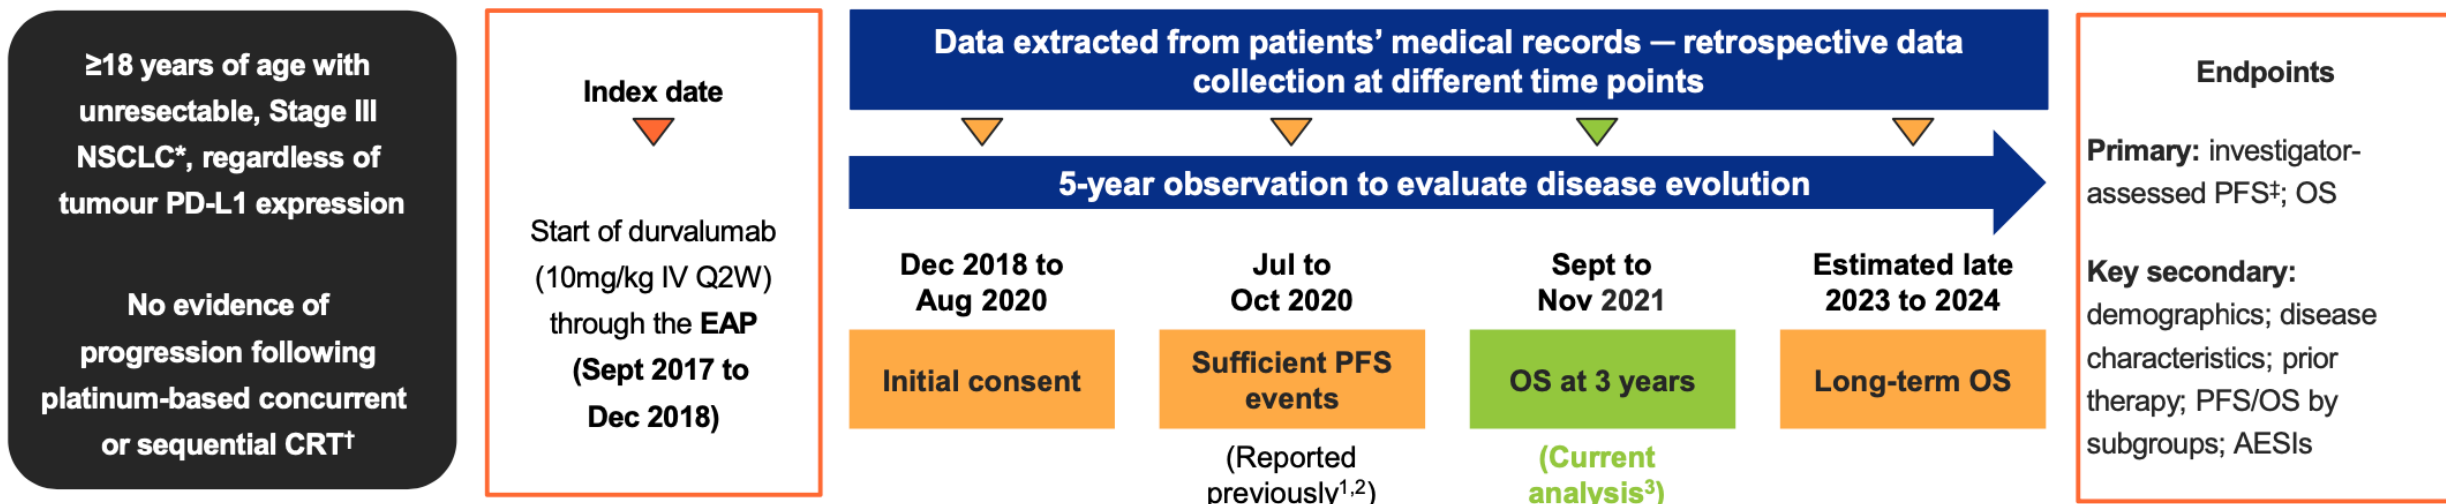 ≥18 years of age with
unresectable, Stage III
NSCLC*, regardless of
tumour PD-L1 expression
No evidence of
progression following
platinum-based concurrent
or sequential CRT†
Index date
Start of durvalumab
(10mg/kg IV Q2W)
through the EAP
(Sept 2017 to
Dec 2018)
Data extracted from patients’ medical records — retrospective data
collection at different time points
5-year observation to evaluate disease evolution
Dec 2018 to
Aug 2020
Initial consent
Jul to
Oct 2020
Sufficient PFS
events
(Reported
previously¹,²)
Sept to
Nov 2021
OS at 3 years
(Current
analysis³)
Estimated late
2023 to 2024
Long-term OS
Endpoints
Primary: investigator-
assessed PFS‡; OS
Key secondary:
demographics; disease
characteristics; prior
therapy; PFS/OS by
subgroups; AESIs